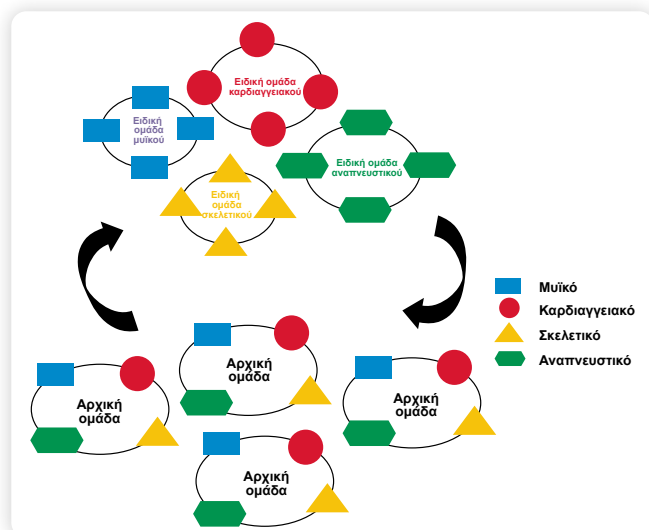 Ειδική ομάδα
καρδιαγγειακού
Ειδική
ομάδα
μυϊκού
Ειδική ομάδα
αναπνευστικού
Ειδική
ομάδα
σκελετικού
Μυϊκό
Καρδιαγγειακό
Σκελετικό
Αναπνευστικό
Αρχική
ομάδα
Αρχική
ομάδα
Αρχική
ομάδα
Αρχική
ομάδα